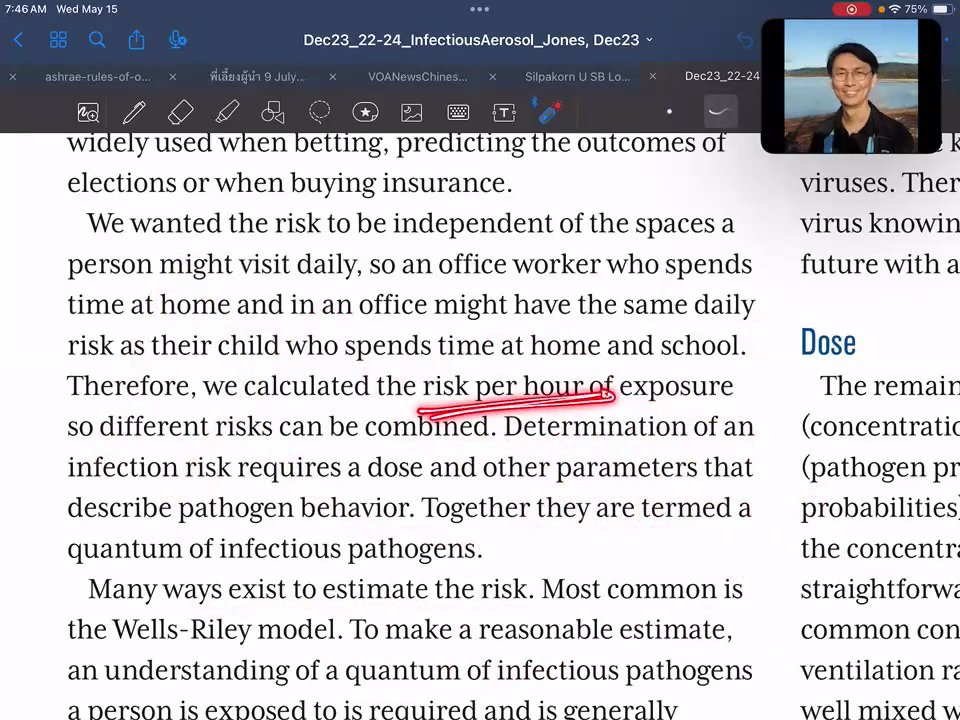 7:46 AM Wed May 15
75%
Dec23_22-24_InfectiousAerosol_Jones, Dec23
ashrae-rules-of-o...
พี่เลี้ยงผู้นำ 9 July...
VOANewsChines...
Silpakorn U SB Lo...
Dec23_22-24
widely used when betting, predicting the outcomes of
elections or when buying insurance.
We wanted the risk to be independent of the spaces a
person might visit daily, so an office worker who spends
time at home and in an office might have the same daily
risk as their child who spends time at home and school.
Therefore, we calculated the risk per hour of exposure
so different risks can be combined. Determination of an
infection risk requires a dose and other parameters that
describe pathogen behavior. Together they are termed a
quantum of infectious pathogens.
Many ways exist to estimate the risk. Most common is
the Wells-Riley model. To make a reasonable estimate,
an understanding of a quantum of infectious pathogens
a person is exposed to is required and is generally
viruses. Ther
virus knowin
future with a
Dose
The remain
(concentratio
(pathogen pr
probabilities)
the concentra
straightforwa
common con
ventilation ra
well mixed w